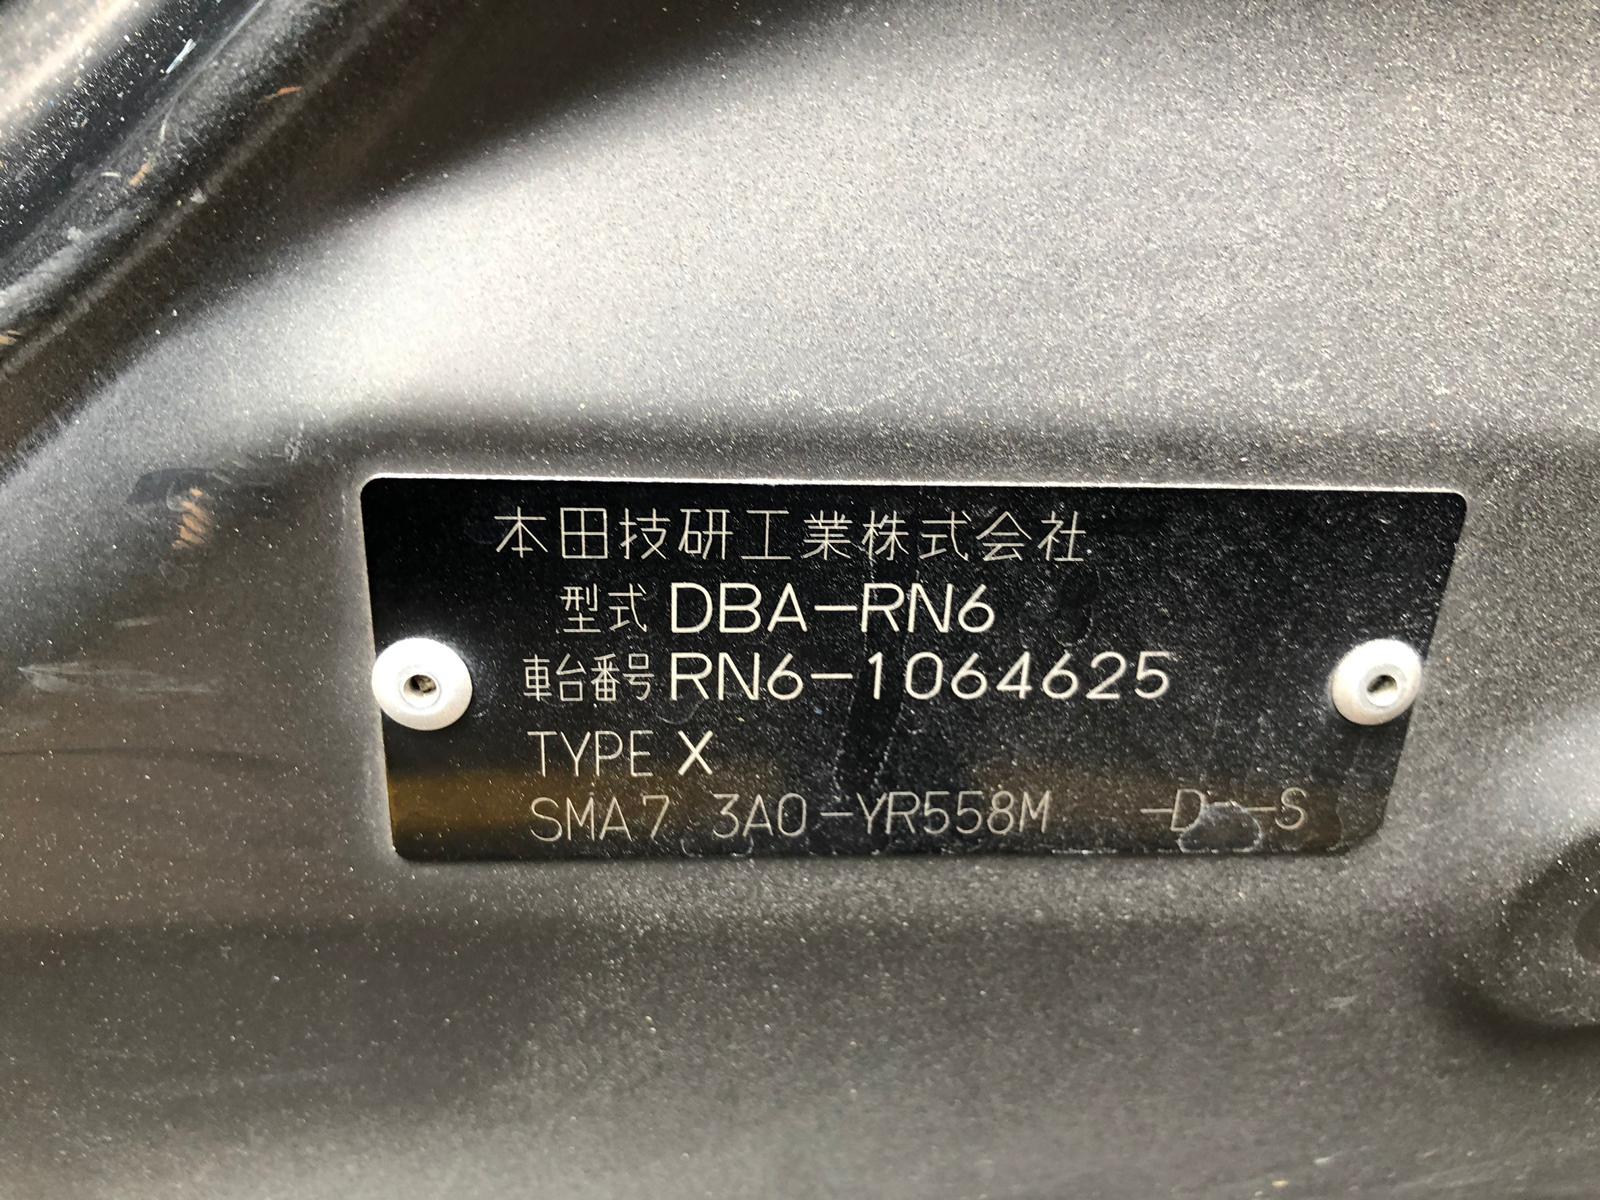 本田技研工業株式会社
型式 DBA-RN6
車台番号 RN6-1064625
TYPE X
SMA7 3A0-YR558M -D--S